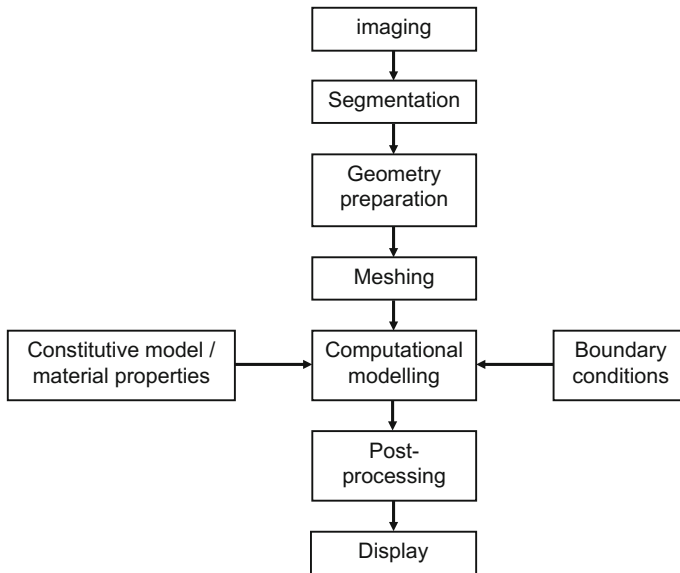 imaging
Segmentation
Geometry
preparation
Meshing
Constitutive model /
material properties
Computational
modelling
Boundary
conditions
Post-
processing
Display